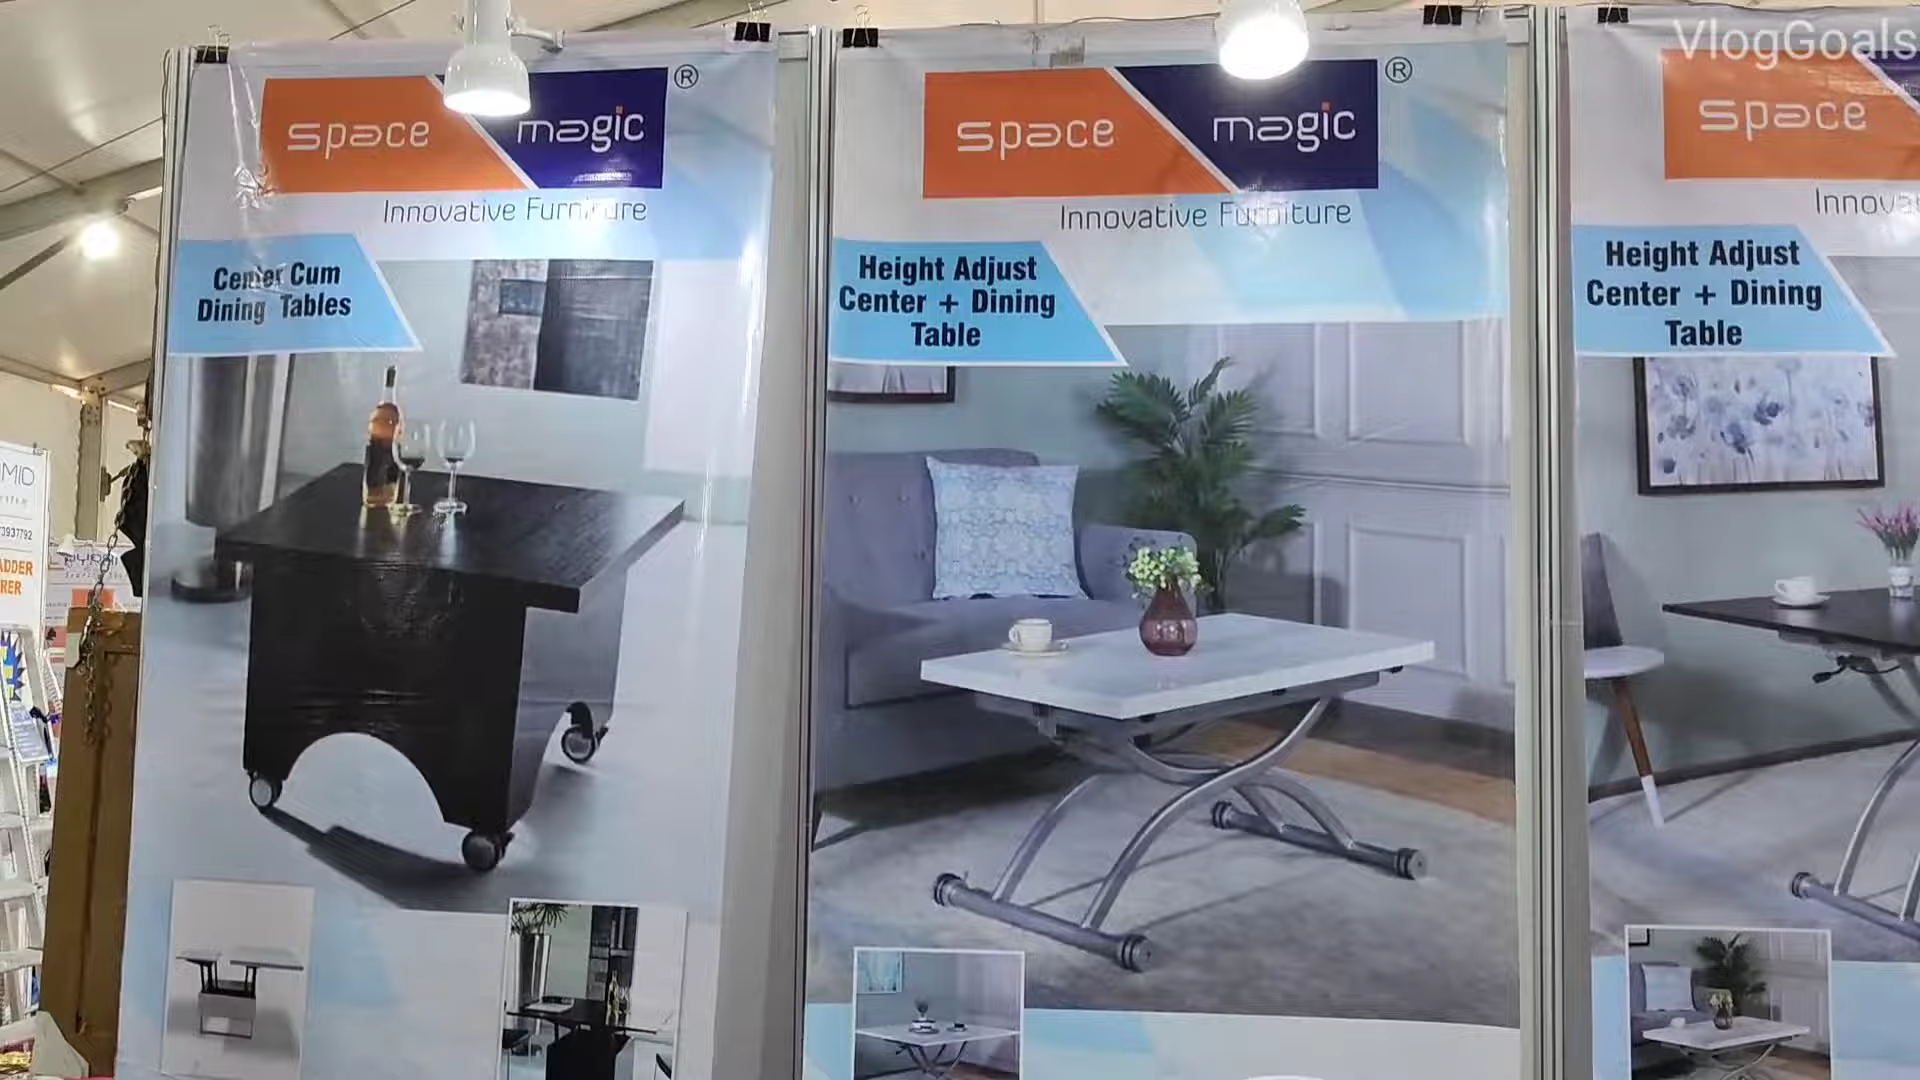 VlogGoals
space magic ®
Innovative Furniture
Center Cum
Dining Tables
space magic ®
Innovative Furniture
Height Adjust
Center + Dining
Table
space
Height Adjust
Center + Dining
Table
73937792